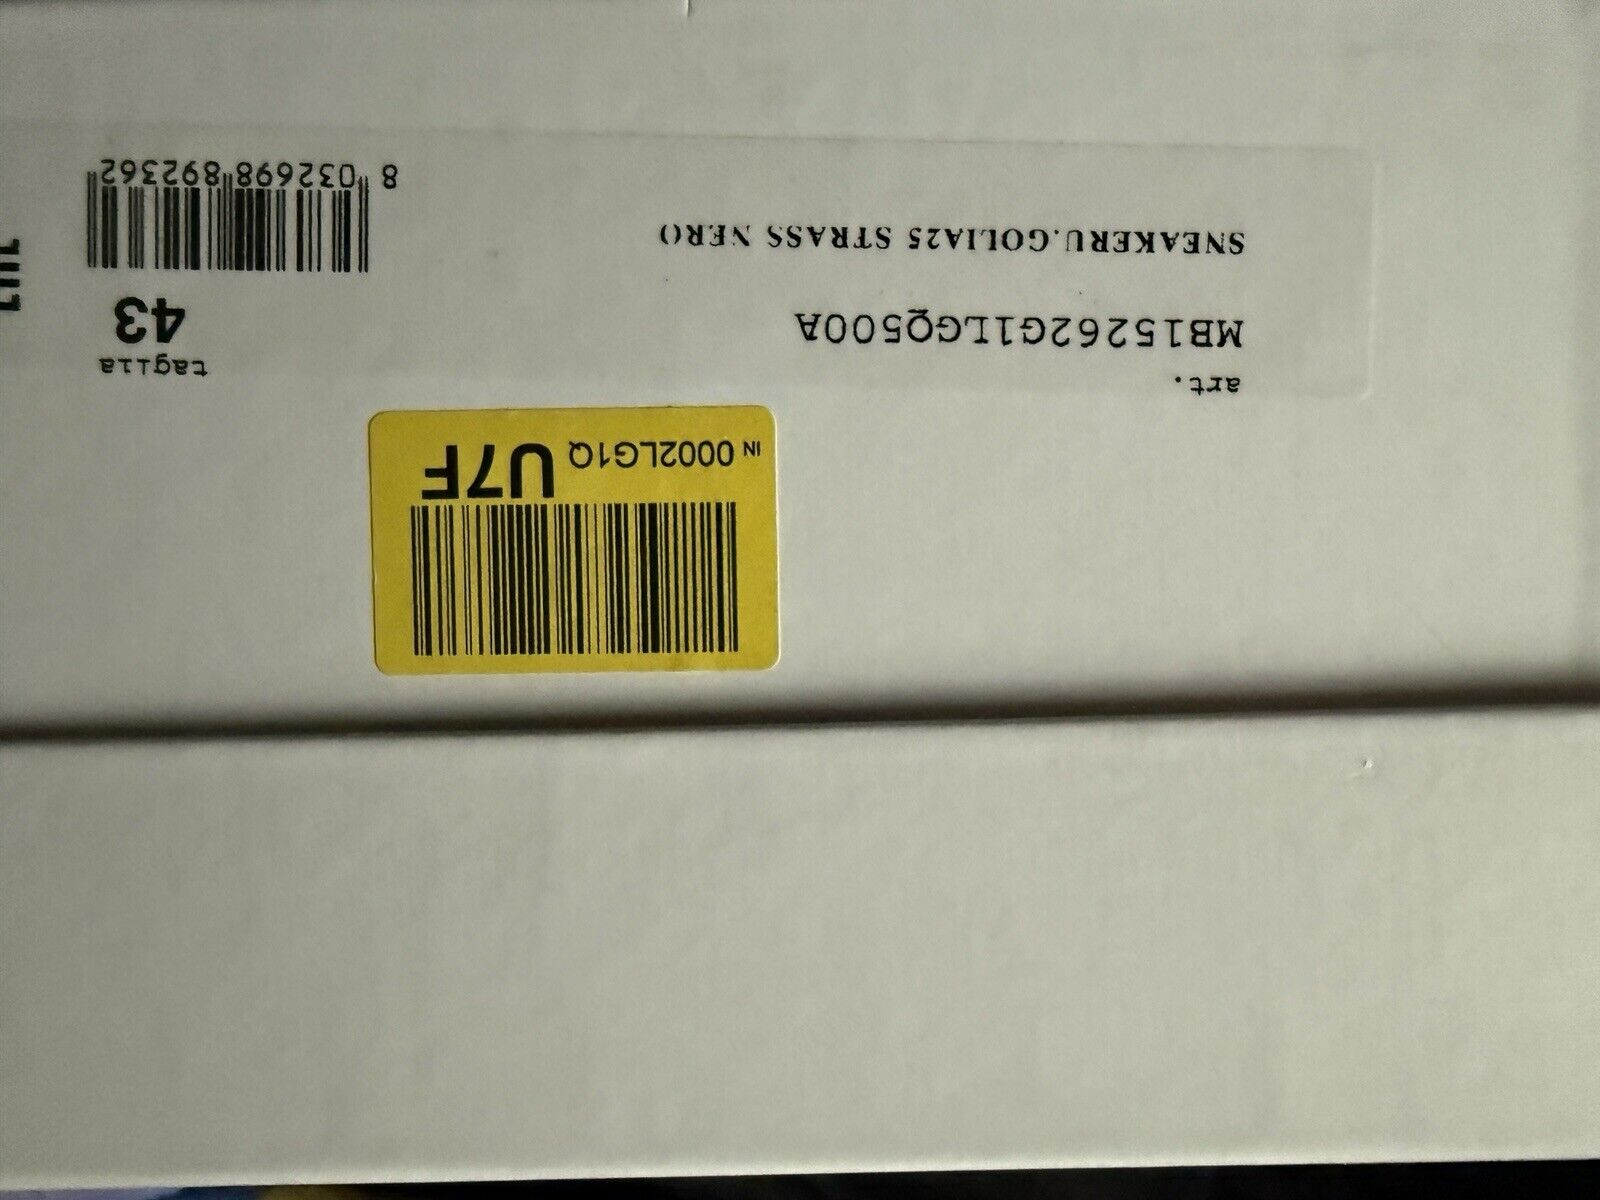 art.
MB15262G1LGQ500A
SNEAKERU.GOLIA25 STRASS NERO
taglia
43
8 032698 892362
IN 0002LG1Q U7F